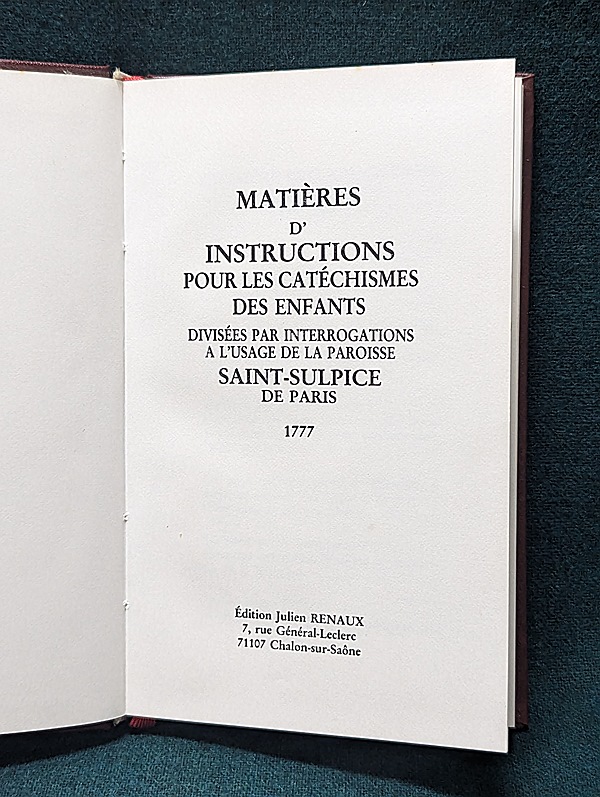 MATIÈRES
D'
INSTRUCTIONS
POUR LES CATÉCHISMES
DES ENFANTS
DIVISÉES PAR INTERROGATIONS
A L'USAGE DE LA PAROISSE
SAINT-SULPICE
DE PARIS
1777
Édition Julien RENAUX
7, rue Général-Leclerc
71107 Chalon-sur-Saône